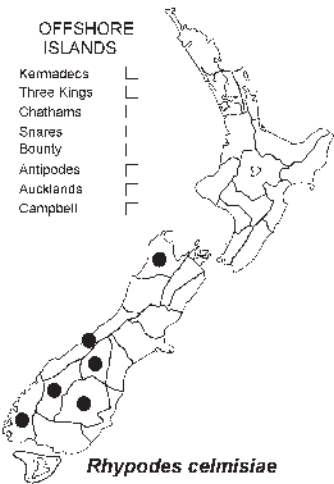 OFFSHORE
ISLANDS
Kermadecs
Three Kings
Chathams
Snares
Bounty
Antipodes
Aucklands
Campbell
Rhypodes celmisiae